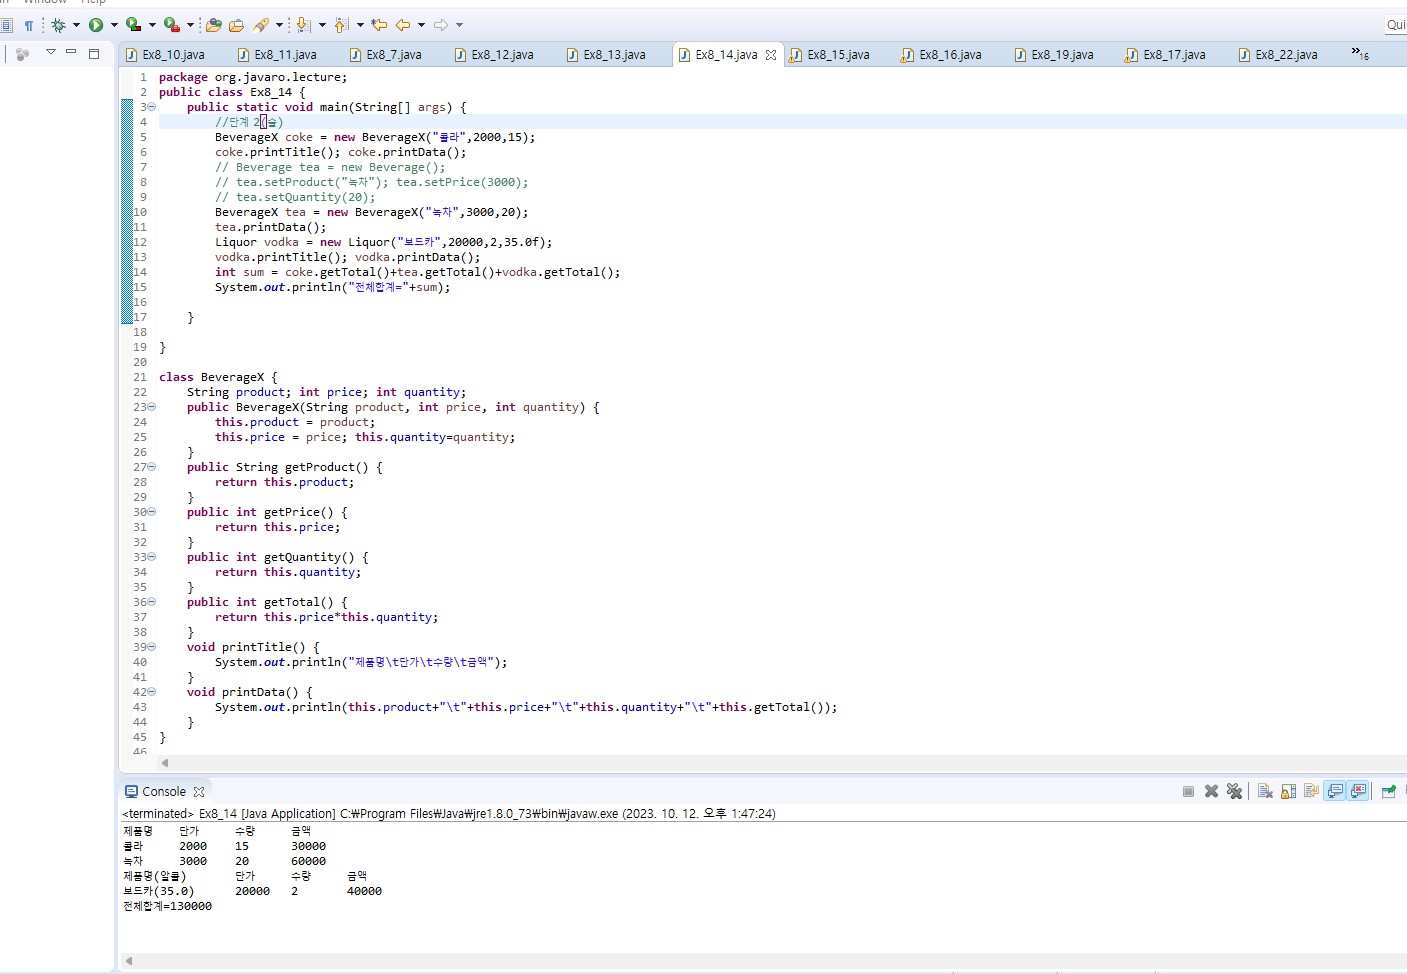 Window Help
Qui
Ex8_10.java Ex8_11.java Ex8_7.java Ex8_12.java Ex8_13.java Ex8_14.java Ex8_15.java Ex8_16.java Ex8_19.java Ex8_17.java Ex8_22.java »16
1 package org.javaro.lecture;
2 public class Ex8_14 {
3 public static void main(String[] args) {
4 //단계 2(술)
5 BeverageX coke = new BeverageX("콜라",2000,15);
6 coke.printTitle(); coke.printData();
7 // Beverage tea = new Beverage();
8 // tea.setProduct("녹차"); tea.setPrice(3000);
9 // tea.setQuantity(20);
10 BeverageX tea = new BeverageX("녹차",3000,20);
11 tea.printData();
12 Liquor vodka = new Liquor("보드카",20000,2,35.0f);
13 vodka.printTitle(); vodka.printData();
14 int sum = coke.getTotal()+tea.getTotal()+vodka.getTotal();
15 System.out.println("전체합계="+sum);
16
17 }
18
19 }
20
21 class BeverageX {
22 String product; int price; int quantity;
23 public BeverageX(String product, int price, int quantity) {
24 this.product = product;
25 this.price = price; this.quantity=quantity;
26 }
27 public String getProduct() {
28 return this.product;
29 }
30 public int getPrice() {
31 return this.price;
32 }
33 public int getQuantity() {
34 return this.quantity;
35 }
36 public int getTotal() {
37 return this.price*this.quantity;
38 }
39 void printTitle() {
40 System.out.println("제품명\t단가\t수량\t금액");
41 }
42 void printData() {
43 System.out.println(this.product+"\t"+this.price+"\t"+this.quantity+"\t"+this.getTotal());
44 }
45 }
46
Console
<terminated> Ex8_14 [Java Application] C:₩Program Files₩Java₩jre1.8.0_73₩bin₩javaw.exe (2023. 10. 12. 오후 1:47:24)
제품명 단가 수량 금액
콜라 2000 15 30000
녹차 3000 20 60000
제품명(알콜) 단가 수량 금액
보드카(35.0) 20000 2 40000
전체합계=130000